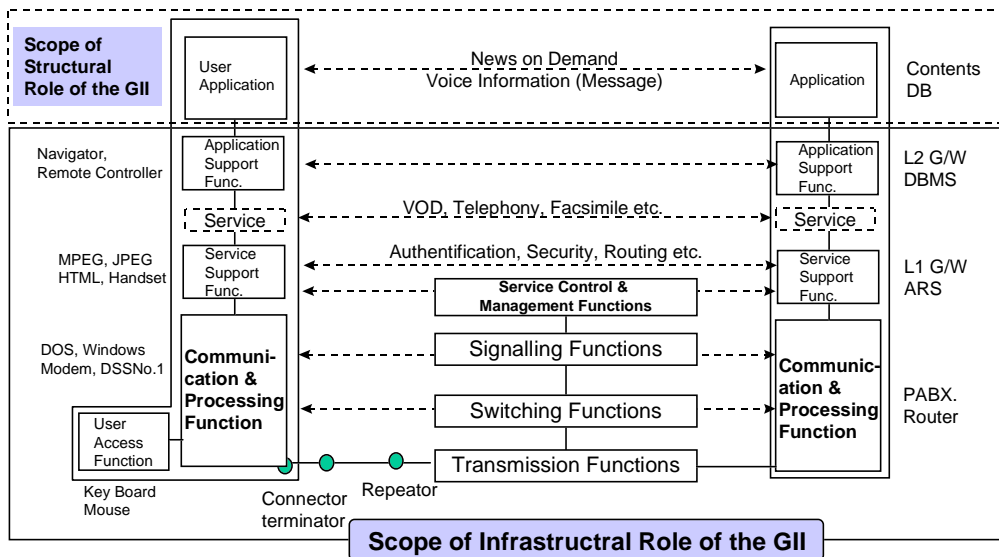 Scope of
Structural
Role of the GII
User
Application
News on Demand
Voice Information (Message)
Application
Contents
DB
Navigator,
Remote Controller
Application
Support
Func.
Application
Support
Func.
L2 G/W
DBMS
Service
VOD, Telephony, Facsimile etc.
Service
MPEG, JPEG
HTML, Handset
Service
Support
Func.
Authentification, Security, Routing etc.
Service
Support
Func.
L1 G/W
ARS
Service Control &
Management Functions
DOS, Windows
Modem, DSSNo.1
Communi-
cation &
Processing
Function
Signalling Functions
Communic-
ation &
Processing
Function
Switching Functions
PABX.
Router
User
Access
Function
Transmission Functions
Key Board
Mouse
Connector
terminator
Repeator
Scope of Infrastructral Role of the GII